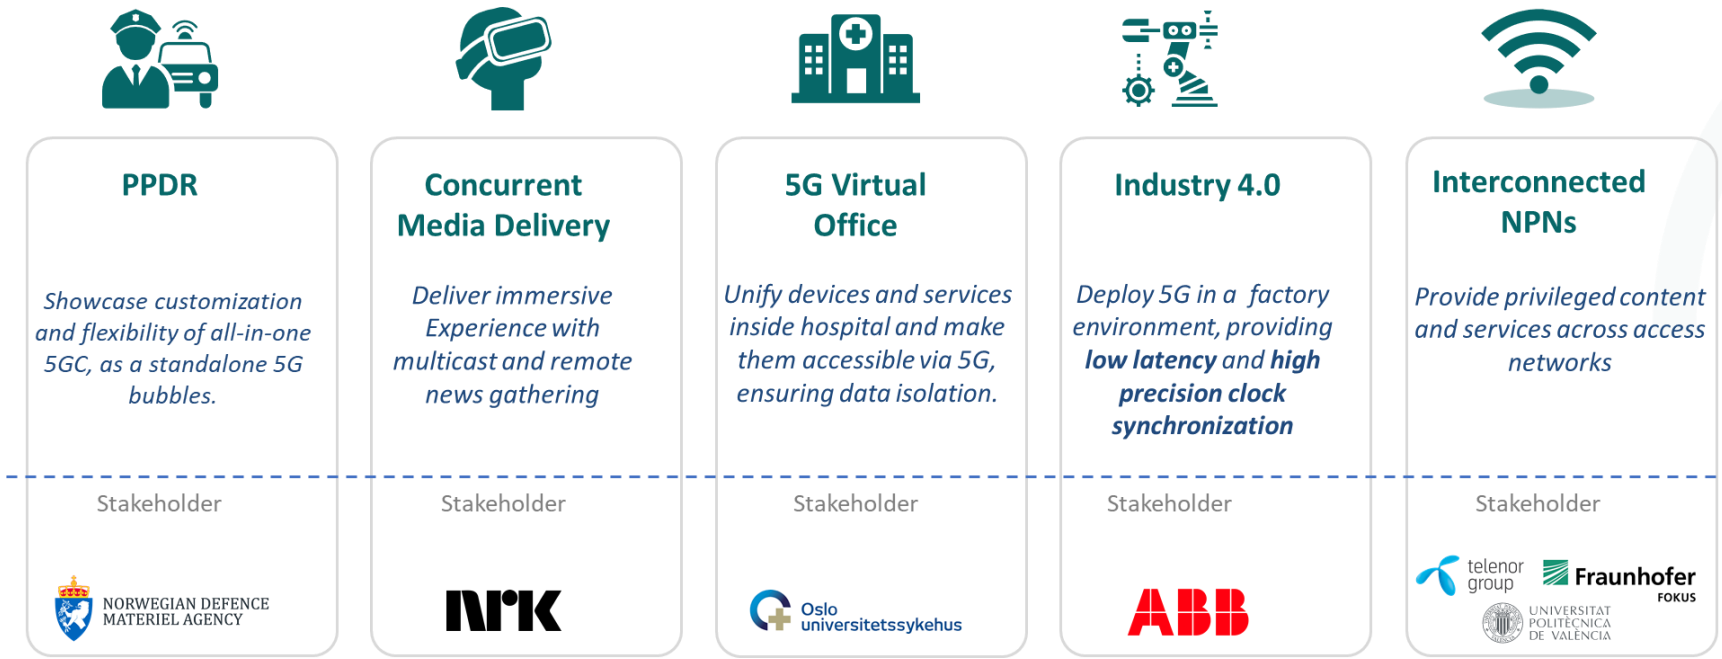 PPDR
Showcase customization
and flexibility of all-in-one
5GC, as a standalone 5G
bubbles.
Stakeholder
NORWEGIAN DEFENCE
MATERIEL AGENCY
Concurrent
Media Delivery
Deliver immersive
Experience with
multicast and remote
news gathering
Stakeholder
NRK
5G Virtual
Office
Unify devices and services
inside hospital and make
them accessible via 5G,
ensuring data isolation.
Stakeholder
Oslo
universitetssykehus
Industry 4.0
Deploy 5G in a factory
environment, providing
low latency and high
precision clock
synchronization
Stakeholder
ABB
Interconnected
NPNs
Provide privileged content
and services across access
networks
Stakeholder
telenor
group
Fraunhofer
FOKUS
UNIVERSITAT
POLITÈCNICA
DE VALÈNCIA